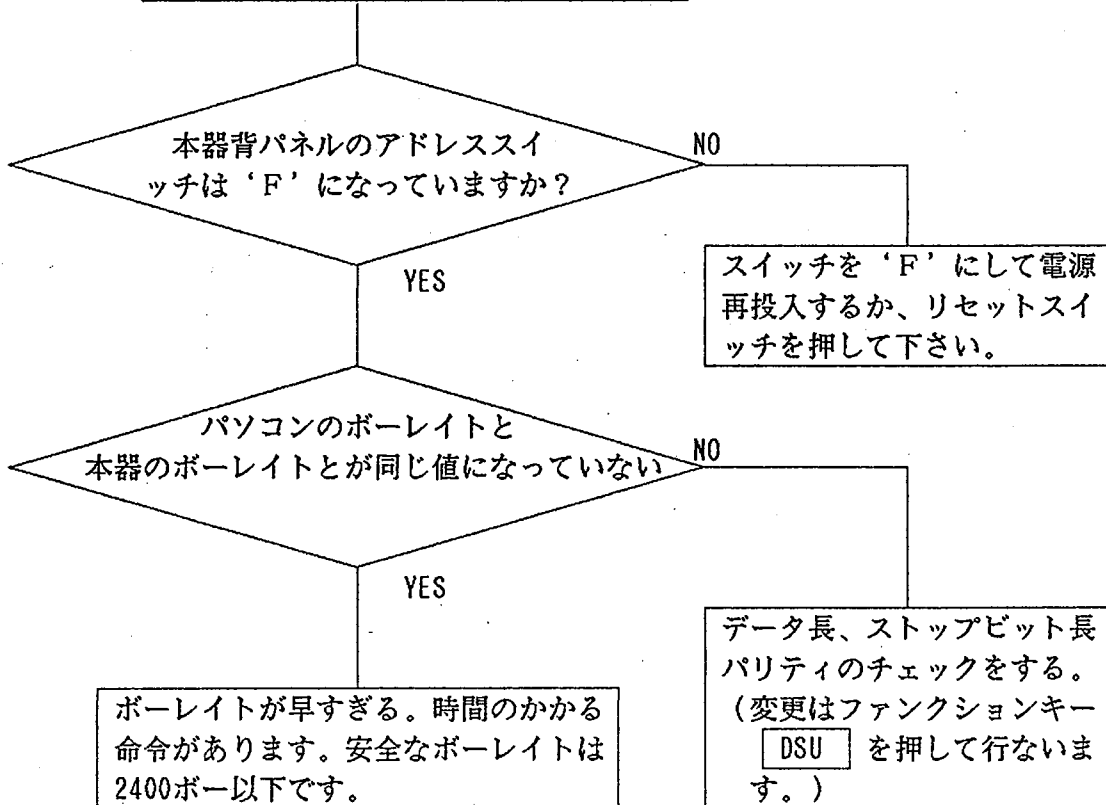 本器背パネルのアドレススイ
ッチは‘F’になっていますか？
NO
YES
スイッチを‘F’にして電源
再投入するか、リセットスイ
ッチを押して下さい。
パソコンのボーレイトと
本器のボーレイトとが同じ値になっていない
NO
YES
ボーレイトが早すぎる。時間のかかる
命令があります。安全なボーレイトは
2400ボー以下です。
データ長、ストップビット長
パリティのチェックをする。
（変更はファンクションキー
DSU を押して行ないま
す。）